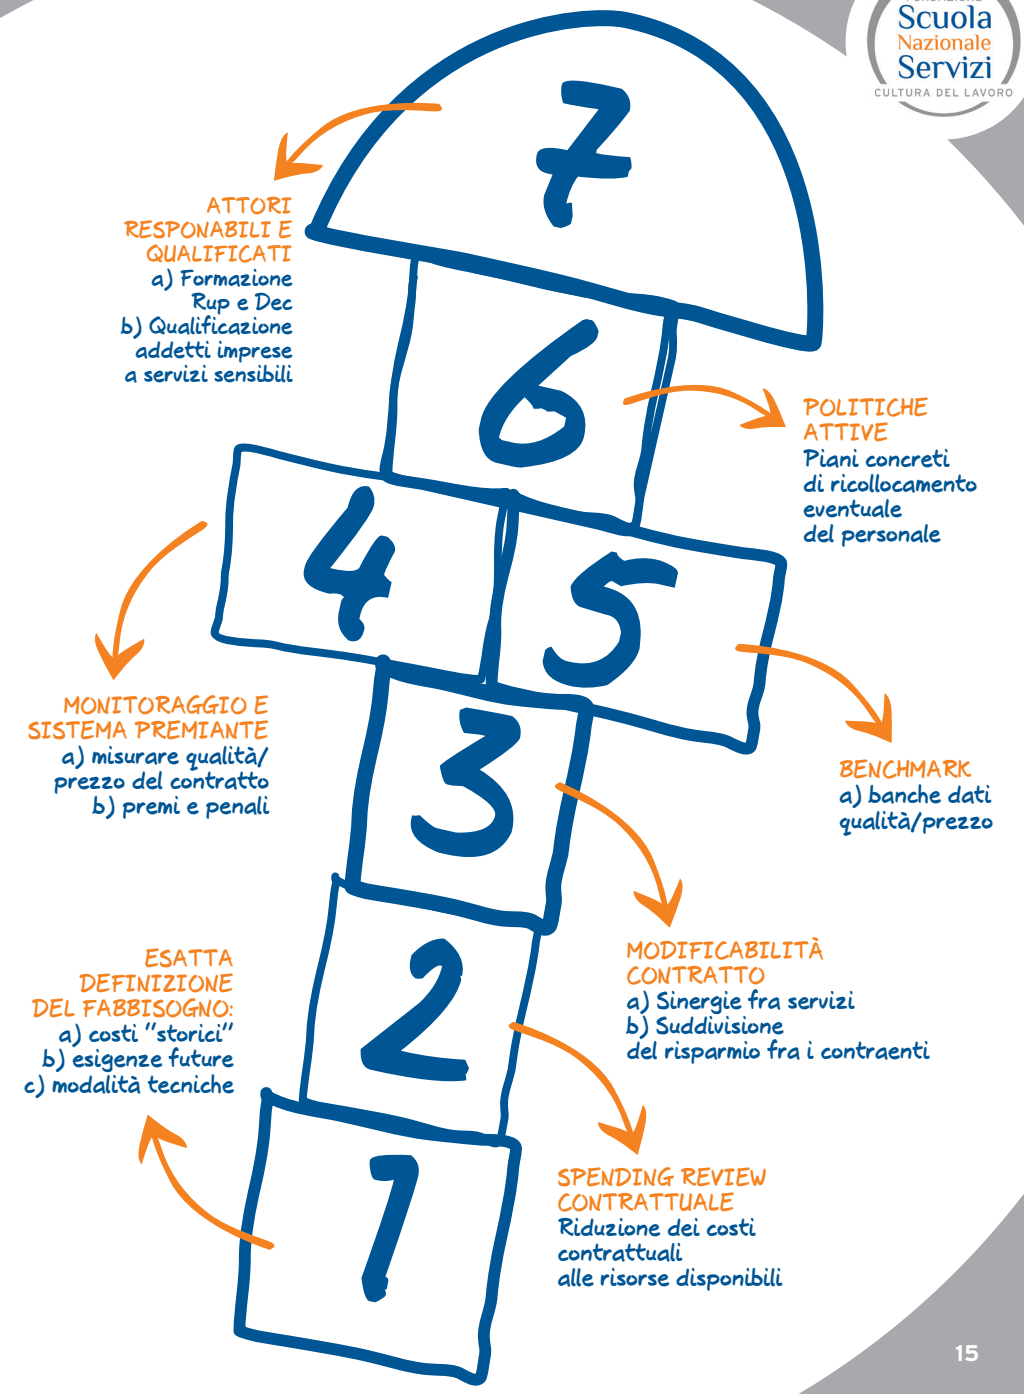 FONDAZIONE
Scuola
Nazionale
Servizi
CULTURA DEL LAVORO
7
ATTORI
RESPONABILI E
QUALIFICATI
a) Formazione
Rup e Dec
b) Qualificazione
addetti imprese
a servizi sensibili
6
POLITICHE
ATTIVE
Piani concreti
di ricollocamento
eventuale
del personale
4
5
MONITORAGGIO E
SISTEMA PREMIANTE
a) misurare qualità/
prezzo del contratto
b) premi e penali
BENCHMARK
a) banche dati
qualità/prezzo
3
MODIFICABILITÀ
CONTRATTO
a) Sinergie fra servizi
b) Suddivisione
del risparmio fra i contraenti
2
ESATTA
DEFINIZIONE
DEL FABBISOGNO:
a) costi "storici"
b) esigenze future
c) modalità tecniche
SPENDING REVIEW
CONTRATTUALE
Riduzione dei costi
contrattuali
alle risorse disponibili
1
15